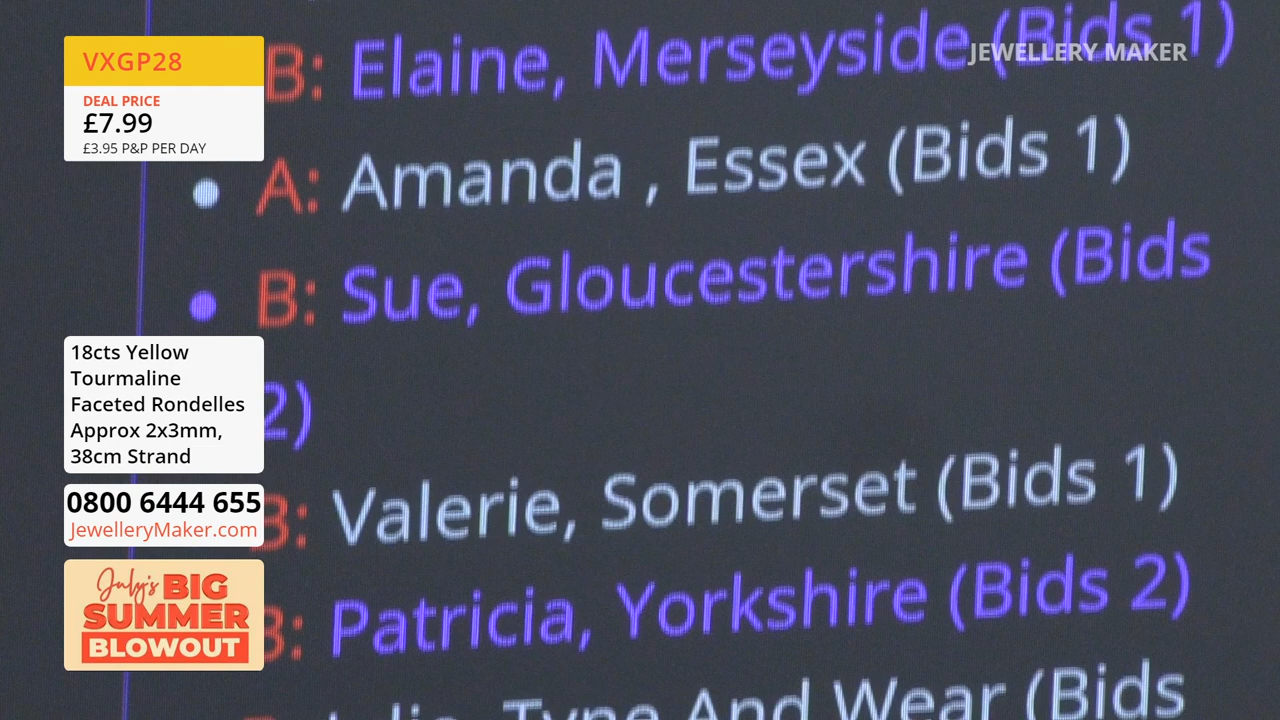 VXGP28
DEAL PRICE
£7.99
£3.95 P&P PER DAY
JEWELLERY MAKER
B: Elaine, Merseyside (Bids 1)
A: Amanda , Essex (Bids 1)
B: Sue, Gloucestershire (Bids
2)
B: Valerie, Somerset (Bids 1)
B: Patricia, Yorkshire (Bids 2)
Tyne And Wear (Bids
18cts Yellow
Tourmaline
Faceted Rondelles
Approx 2x3mm,
38cm Strand
0800 6444 655
JewelleryMaker.com
July's BIG
SUMMER
BLOWOUT